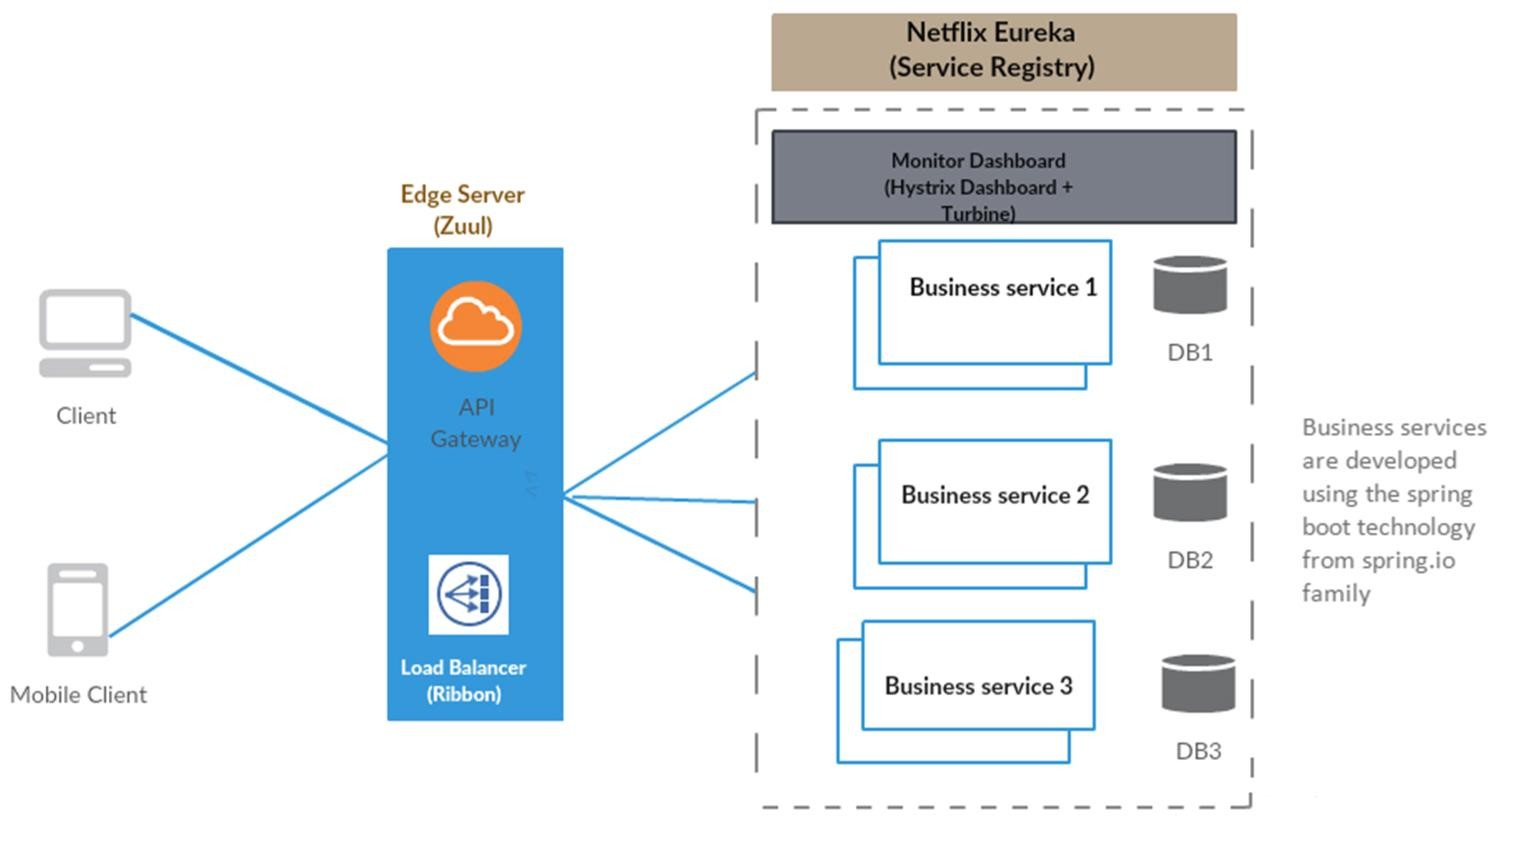 Netflix Eureka
(Service Registry)
Monitor Dashboard
(Hystrix Dashboard +
Turbine)
Edge Server
(Zuul)
API
Gateway
Load Balancer
(Ribbon)
Client
Mobile Client
Business service 1
DB1
Business service 2
DB2
Business service 3
DB3
Business services
are developed
using the spring
boot technology
from spring.io
family